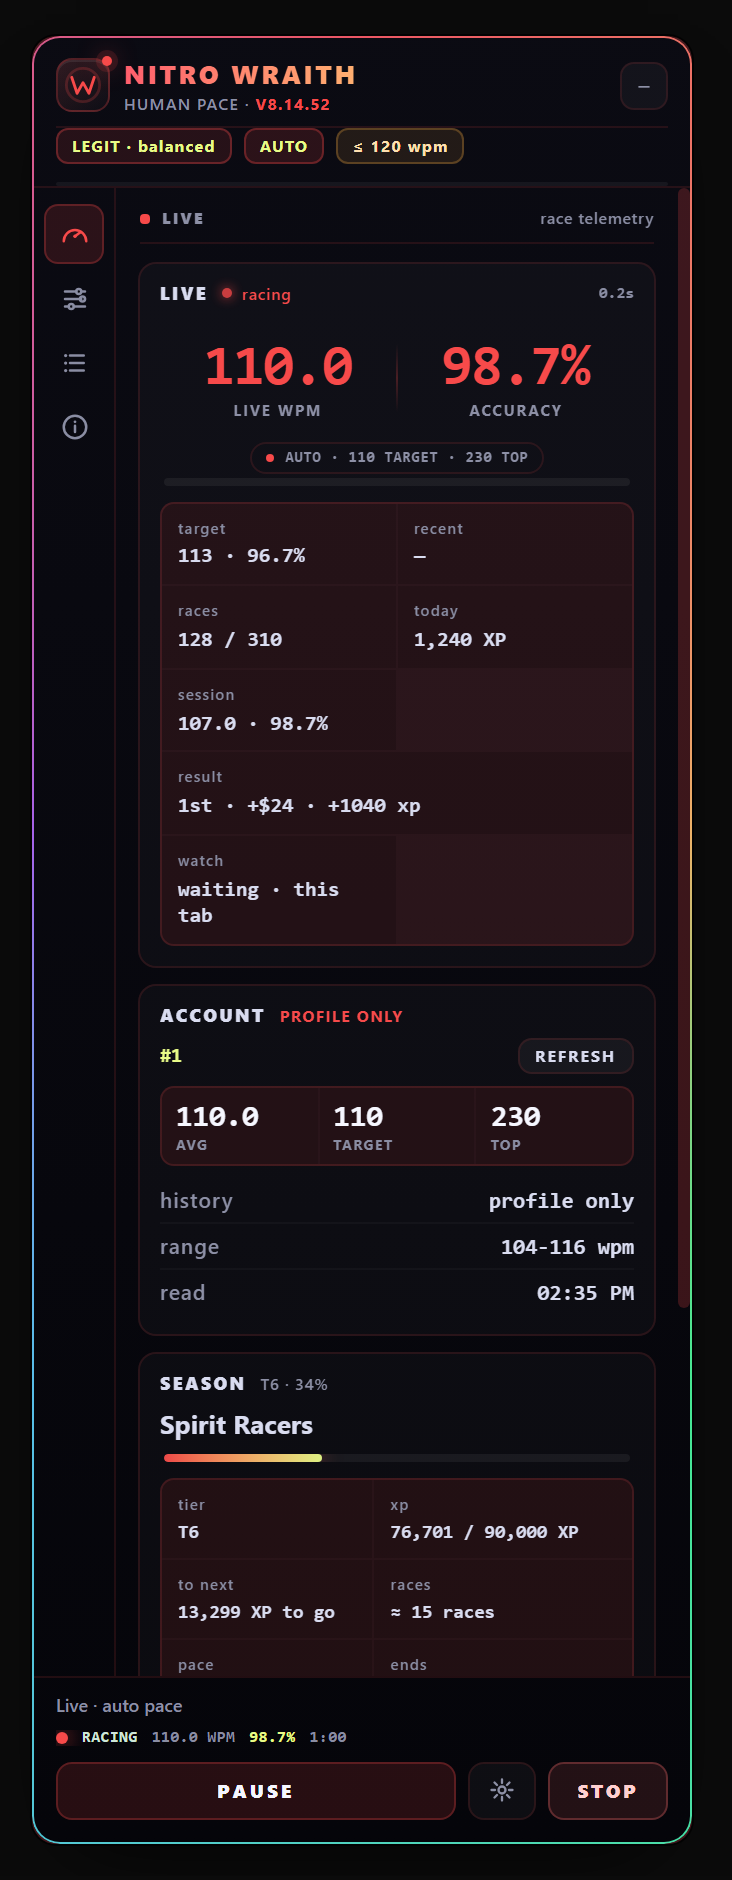 NITRO WRAITH
HUMAN PACE · V8.14.52
–
LEGIT · balanced
AUTO
≤ 120 wpm
LIVE
race telemetry
LIVE
racing
0.2s
110.0
98.7%
LIVE WPM
ACCURACY
AUTO · 110 TARGET · 230 TOP
target
recent
113 · 96.7%
—
races
today
128 / 310
1,240 XP
session
107.0 · 98.7%
result
1st · +$24 · +1040 xp
watch
waiting · this
tab
ACCOUNT PROFILE ONLY
#1
REFRESH
110.0
110
230
AVG
TARGET
TOP
history
profile only
range
104-116 wpm
read
02:35 PM
SEASON T6 · 34%
Spirit Racers
tier
xp
T6
76,701 / 90,000 XP
to next
races
13,299 XP to go
≈ 15 races
pace
ends
Live · auto pace
RACING 110.0 WPM 98.7% 1:00
PAUSE
STOP